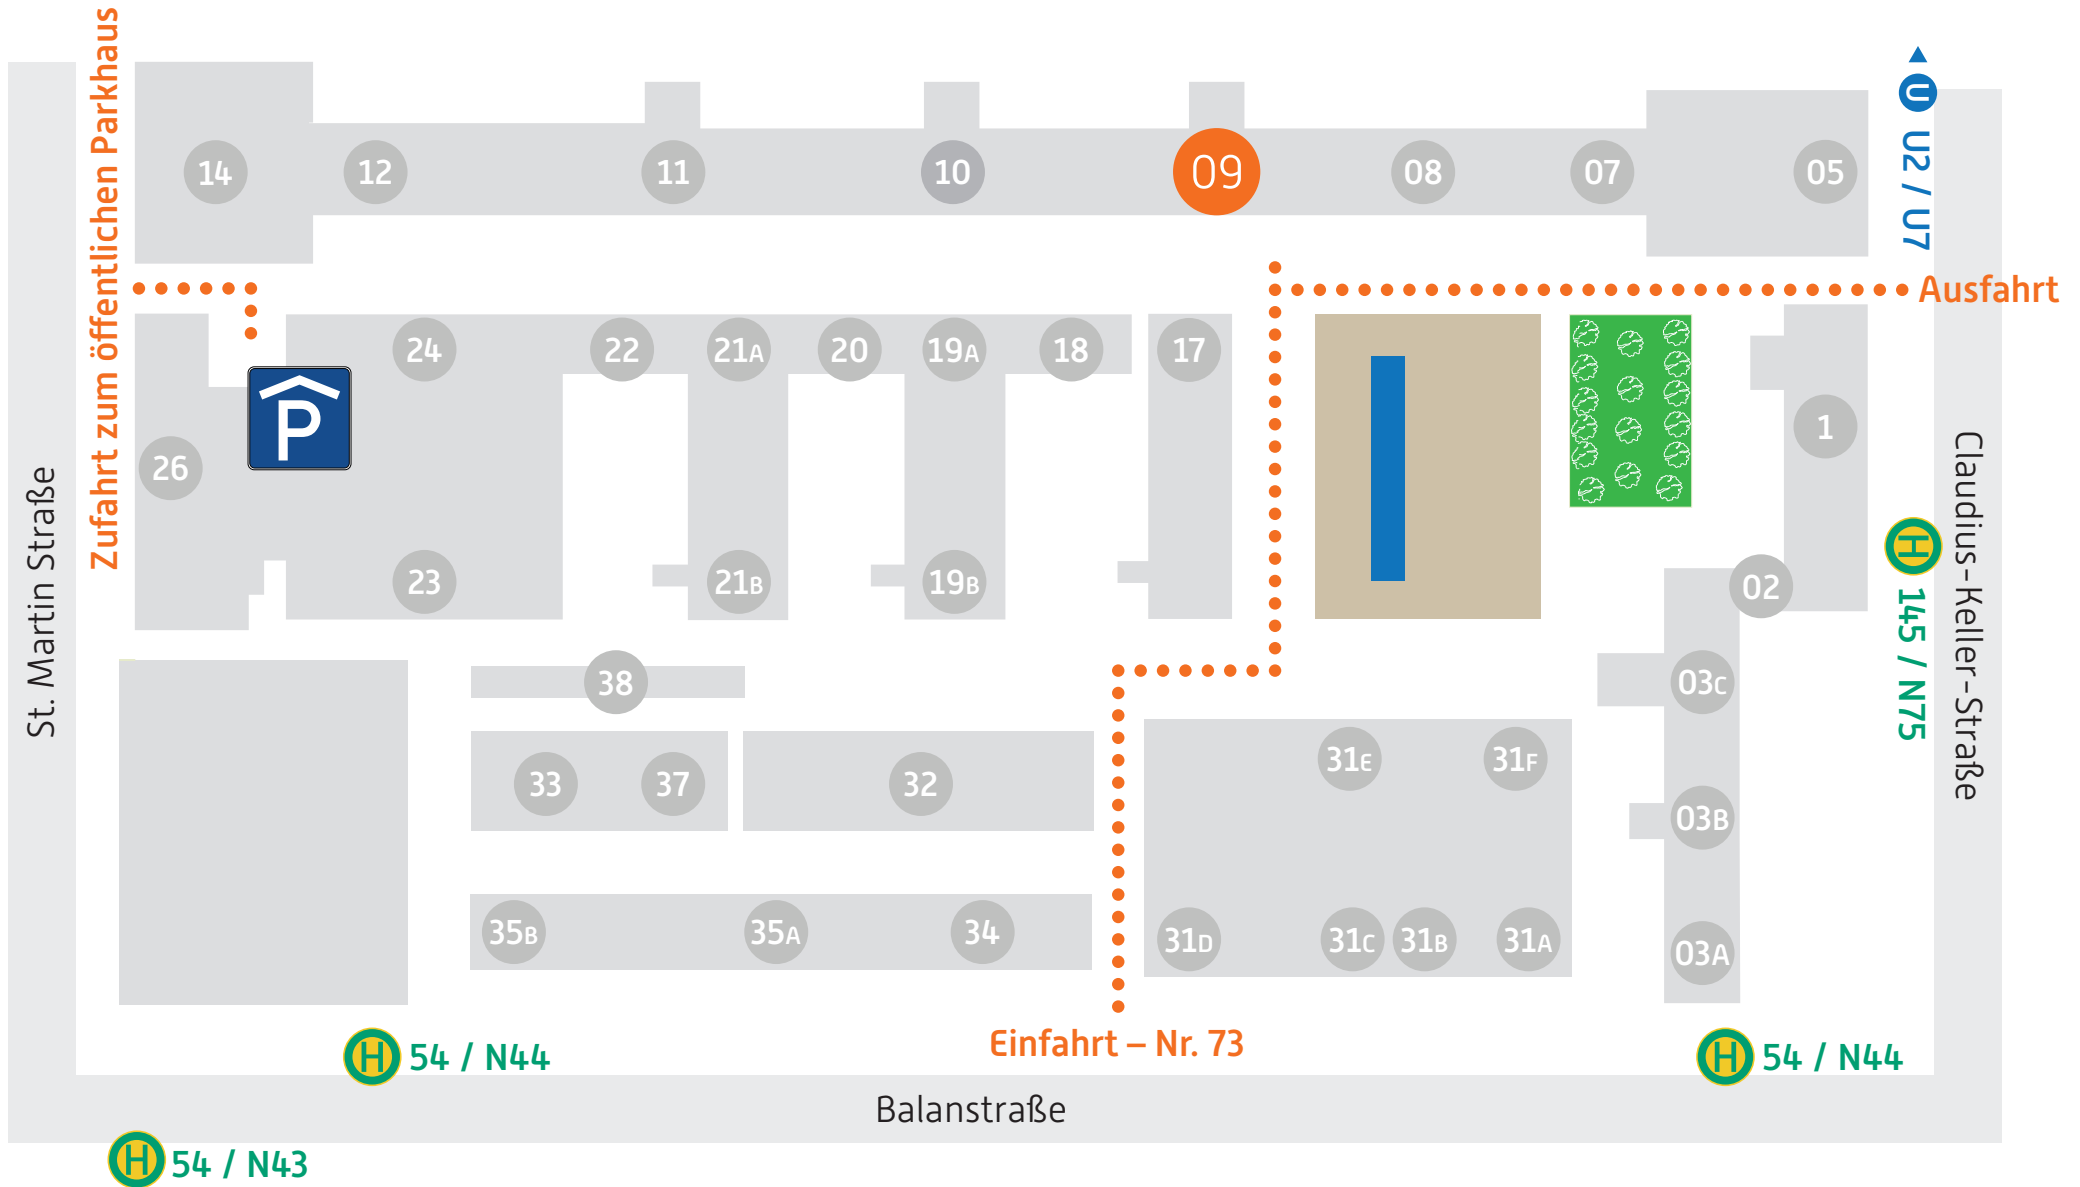 Zufahrt zum öffentlichen Parkhaus
St. Martin Straße
14
12
11
10
09
08
07
05
U
U2 / U7
Ausfahrt
24
22
21A
20
19A
18
17
1
P
26
23
21B
19B
02
H
145 / N75
Claudius-Keller-Straße
38
03C
33
37
32
31E
31F
03B
35B
35A
34
31D
31C
31B
31A
03A
Einfahrt – Nr. 73
H 54 / N44
H 54 / N44
Balanstraße
H 54 / N43